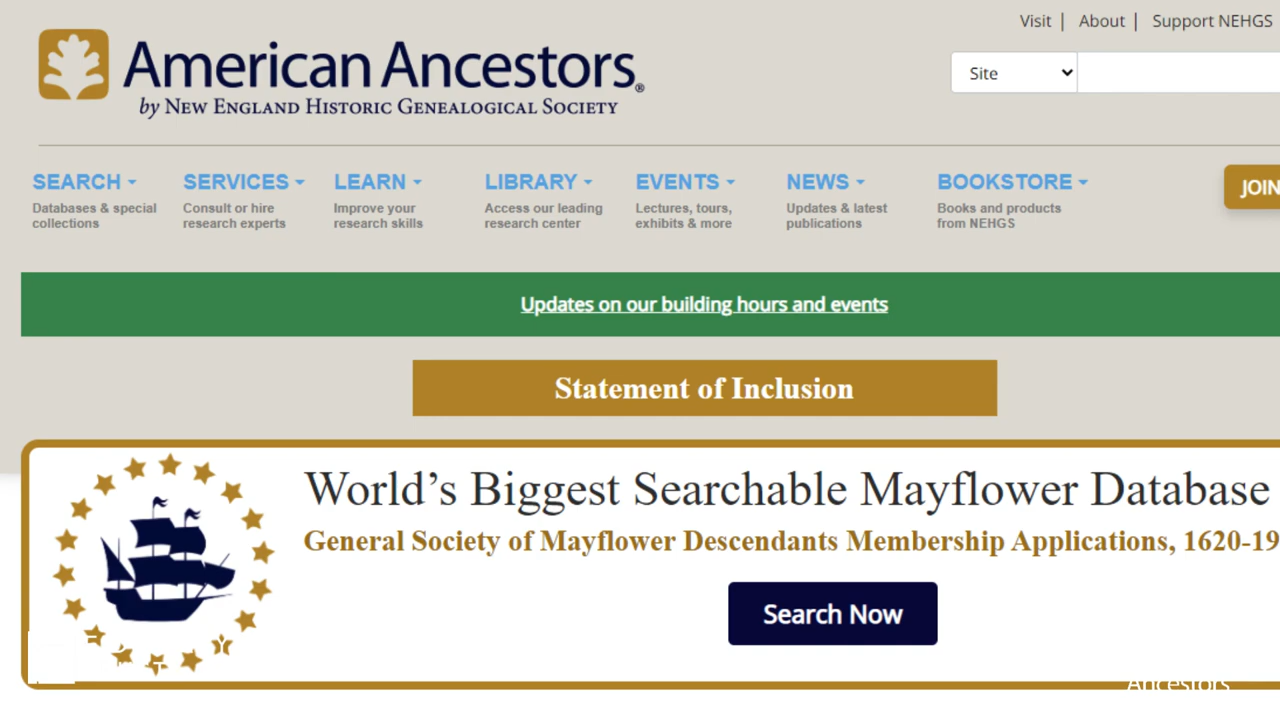 Visit | About | Support NEHGS
American Ancestors®
by NEW ENGLAND HISTORIC GENEALOGICAL SOCIETY
Site
SEARCH SERVICES LEARN LIBRARY EVENTS NEWS BOOKSTORE
JOIN
Databases & special Consult or hire Improve your Access our leading Lectures, tours, Updates & latest Books and products
collections research experts research skills research center exhibits & more publications from NEHGS
Updates on our building hours and events
Statement of Inclusion
World's Biggest Searchable Mayflower Database
General Society of Mayflower Descendants Membership Applications, 1620-19
Search Now
Ancestors